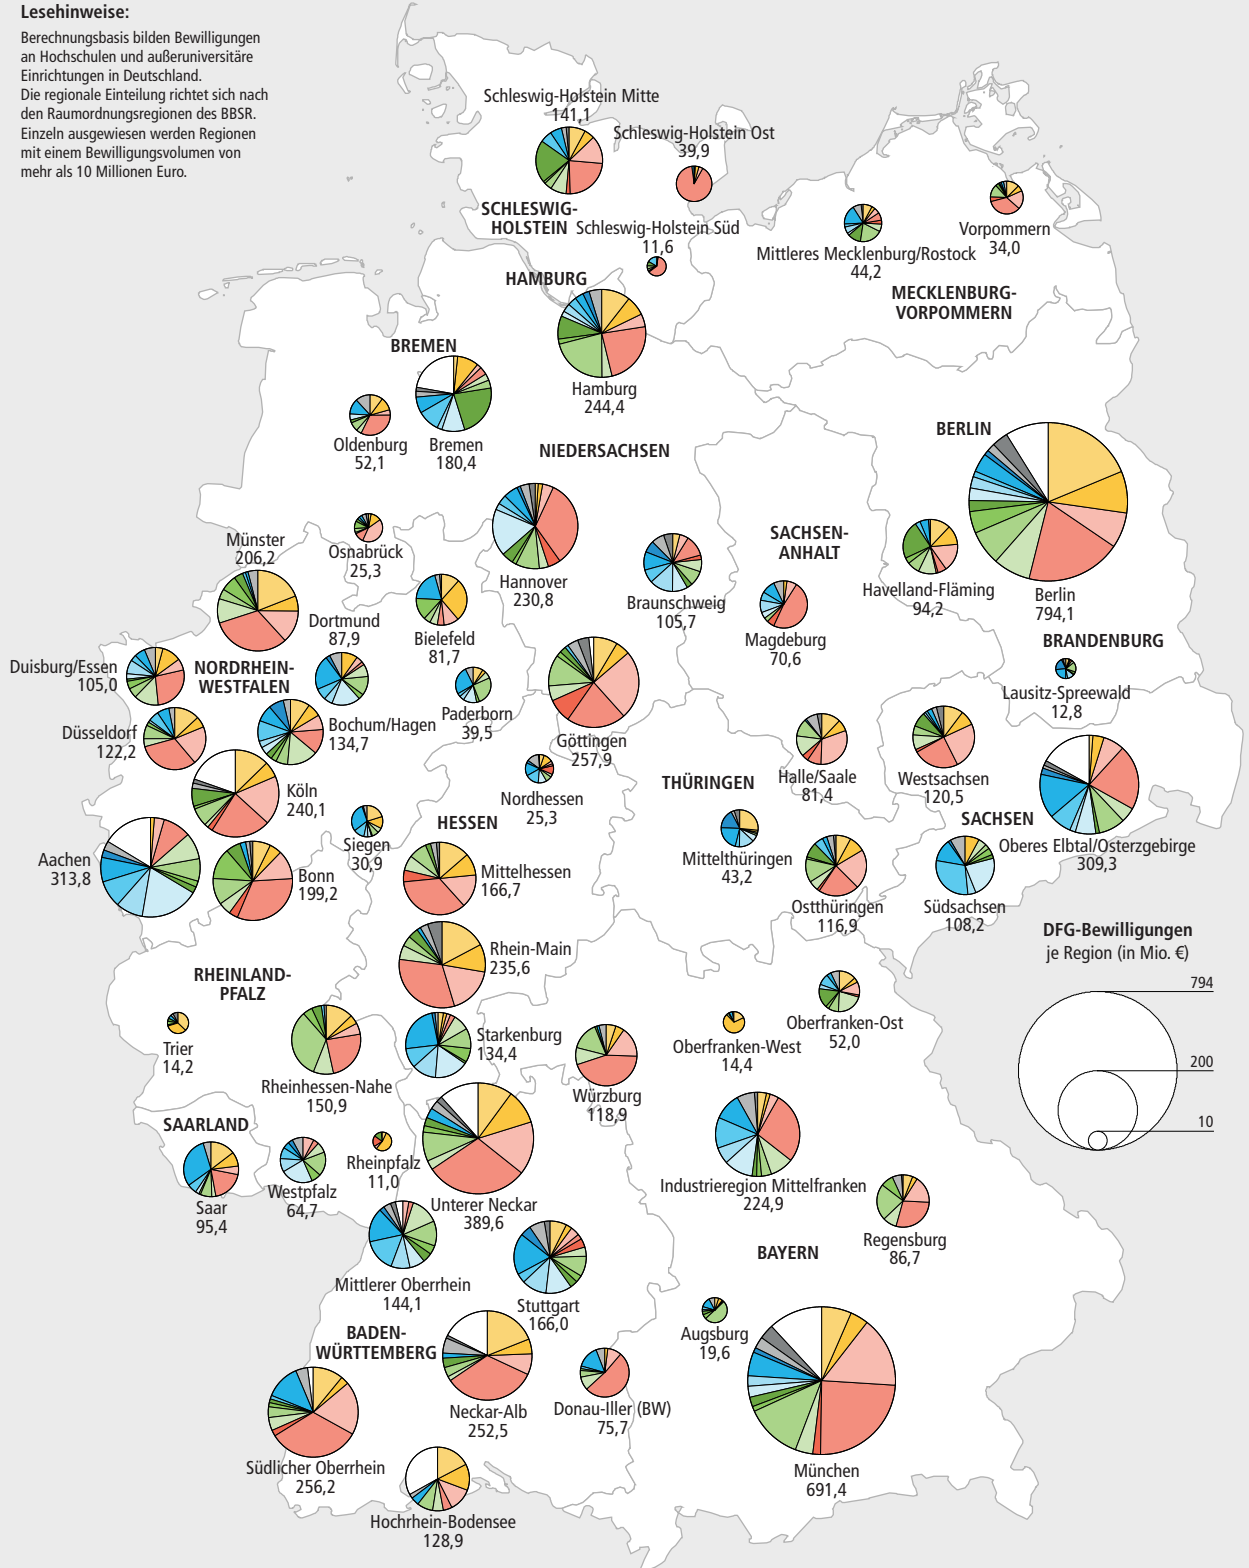 Lesehinweise:
Berechnungsbasis bilden Bewilligungen
an Hochschulen und außeruniversitäre
Einrichtungen in Deutschland.
Die regionale Einteilung richtet sich nach
den Raumordnungsregionen des BBSR.
Einzeln ausgewiesen werden Regionen
mit einem Bewilligungsvolumen von
mehr als 10 Millionen Euro.
Schleswig-Holstein Mitte
141,1
Schleswig-Holstein Ost
39,9
SCHLESWIG-
HOLSTEIN
Schleswig-Holstein Süd
11,6
Mittleres Mecklenburg/Rostock
44,2
Vorpommern
34,0
MECKLENBURG-
VORPOMMERN
HAMBURG
Hamburg
244,4
BREMEN
Oldenburg
52,1
Bremen
180,4
NIEDERSACHSEN
BERLIN
Berlin
794,1
Münster
206,2
Osnabrück
25,3
Hannover
230,8
Braunschweig
105,7
SACHSEN-
ANHALT
Magdeburg
70,6
Havelland-Fläming
94,2
BRANDENBURG
Lausitz-Spreewald
12,8
Dortmund
87,9
Bielefeld
81,7
Duisburg/Essen
105,0
NORDRHEIN-
WESTFALEN
Paderborn
39,5
Düsseldorf
122,2
Bochum/Hagen
134,7
Göttingen
257,9
Köln
240,1
Nordhessen
25,3
THÜRINGEN
Halle/Saale
81,4
Westsachsen
120,5
SACHSEN
Oberes Elbtal/Osterzgebirge
309,3
Siegen
30,9
HESSEN
Aachen
313,8
Bonn
199,2
Mittelhessen
166,7
Mittelthüringen
43,2
Ostthüringen
116,9
Südsachsen
108,2
DFG-Bewilligungen
je Region (in Mio. €)
794
200
10
Rhein-Main
235,6
RHEINLAND-
PFALZ
Trier
14,2
Rheinhessen-Nahe
150,9
Starkenburg
134,4
Würzburg
118,9
Oberfranken-West
14,4
Oberfranken-Ost
52,0
SAARLAND
Saar
95,4
Westpfalz
64,7
Rheinpfalz
11,0
Unterer Neckar
389,6
Industrieregion Mittelfranken
224,9
Regensburg
86,7
BAYERN
Mittlerer Oberrhein
144,1
Stuttgart
166,0
BADEN-
WÜRTTEMBERG
Augsburg
19,6
Neckar-Alb
252,5
Donau-Iller (BW)
75,7
Südlicher Oberrhein
256,2
München
691,4
Hochrhein-Bodensee
128,9